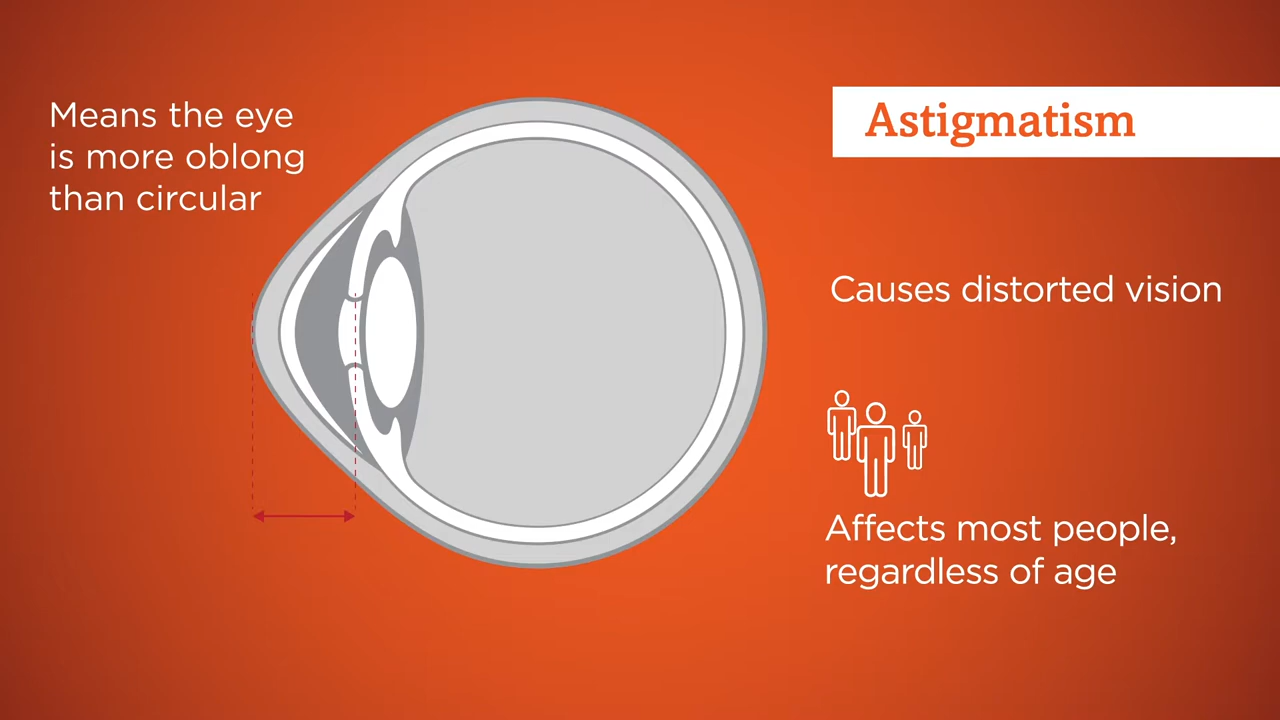 Means the eye
is more oblong
than circular
Astigmatism
Causes distorted vision
Affects most people,
regardless of age